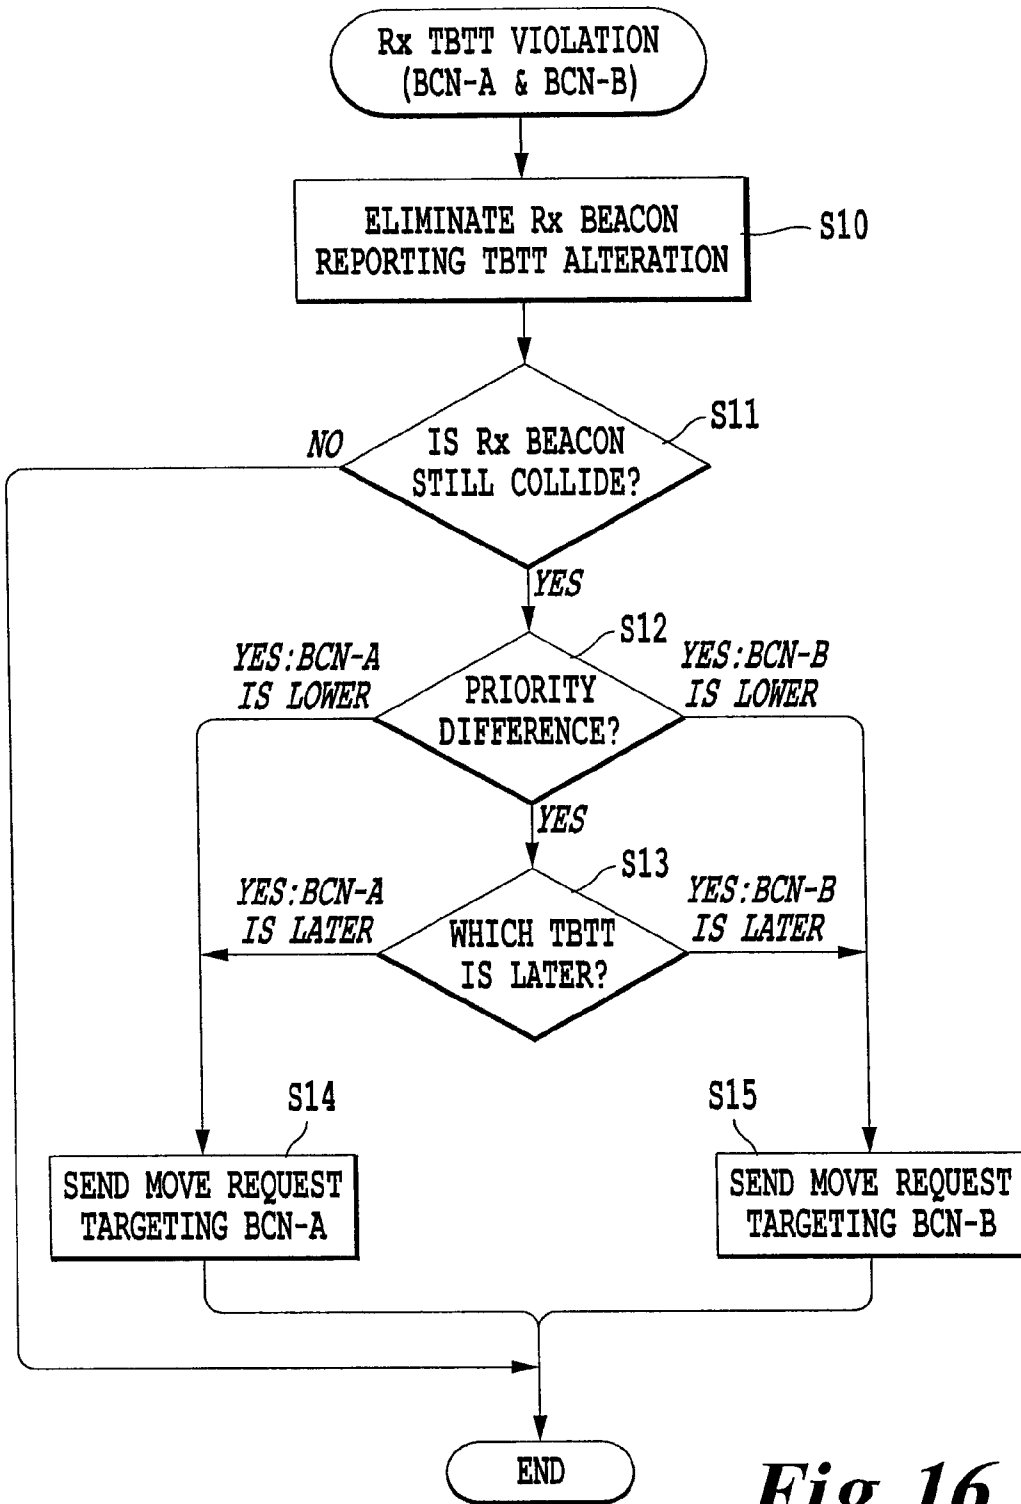 Rx TBTT VIOLATION
(BCN-A & BCN-B)
ELIMINATE Rx BEACON
REPORTING TBTT ALTERATION
S10
S11
NO
IS Rx BEACON
STILL COLLIDE?
YES
S12
YES:BCN-A
IS LOWER
YES:BCN-B
IS LOWER
PRIORITY
DIFFERENCE?
YES
S13
YES:BCN-A
IS LATER
YES:BCN-B
IS LATER
WHICH TBTT
IS LATER?
S14
S15
SEND MOVE REQUEST
TARGETING BCN-A
SEND MOVE REQUEST
TARGETING BCN-B
END
Fig. 16